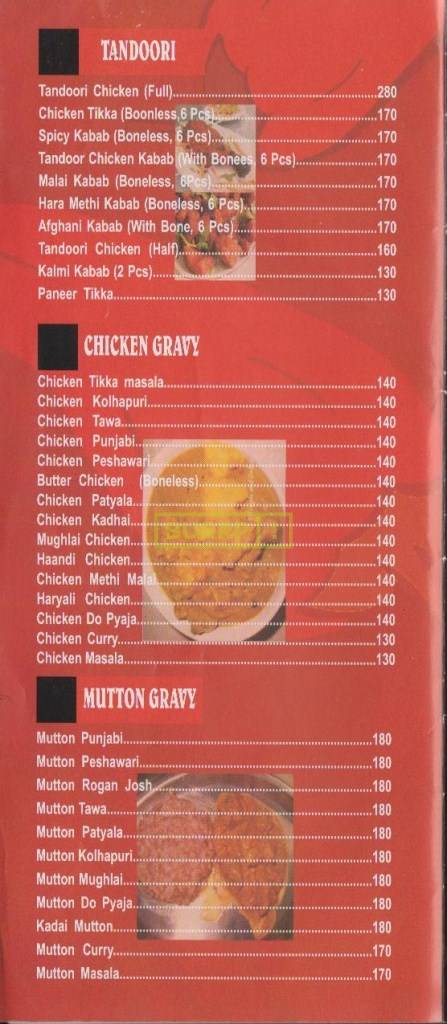 TANDOORI
Tandoori Chicken (Full)..........280
Chicken Tikka (Boonless,6 Pcs)..........170
Spicy Kabab (Boneless, 6 Pcs)..........170
Tandoor Chicken Kabab (With Bonees, 6 Pcs)..........170
Malai Kabab (Boneless, 6Pcs)..........170
Hara Methi Kabab (Boneless, 6 Pcs)..........170
Afghani Kabab (With Bone, 6 Pcs)..........170
Tandoori Chicken (Half)..........160
Kalmi Kabab (2 Pcs)..........130
Paneer Tikka..........130
CHICKEN GRAVY
Chicken Tikka masala..........140
Chicken Kolhapuri..........140
Chicken Tawa..........140
Chicken Punjabi..........140
Chicken Peshawari..........140
Butter Chicken (Boneless)..........140
Chicken Patyala..........140
Chicken Kadhai..........140
Mughlai Chicken..........140
Haandi Chicken..........140
Chicken Methi Malai..........140
Haryali Chicken..........140
Chicken Do Pyaja..........140
Chicken Curry..........130
Chicken Masala..........130
MUTTON GRAVY
Mutton Punjabi..........180
Mutton Peshawari..........180
Mutton Rogan Josh..........180
Mutton Tawa..........180
Mutton Patyala..........180
Mutton Kolhapuri..........180
Mutton Mughlai..........180
Mutton Do Pyaja..........180
Kadai Mutton..........180
Mutton Curry..........170
Mutton Masala..........170